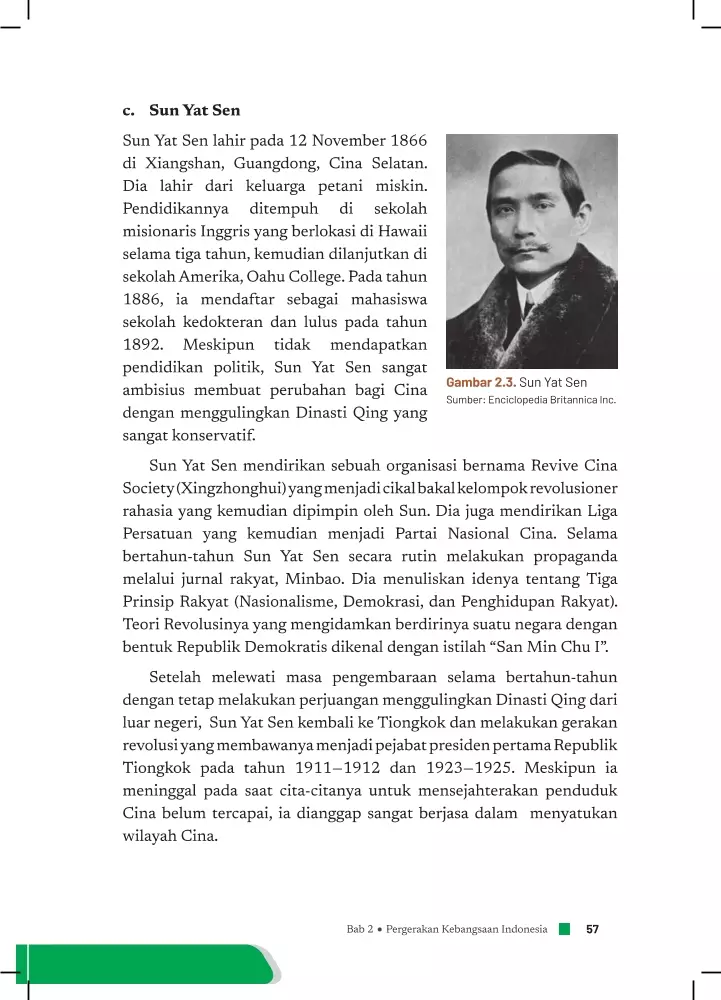 c. Sun Yat Sen
Sun Yat Sen lahir pada 12 November 1866
di Xiangshan, Guangdong, Cina Selatan.
Dia lahir dari keluarga petani miskin.
Pendidikannya ditempuh di sekolah
misionaris Inggris yang berlokasi di Hawaii
selama tiga tahun, kemudian dilanjutkan di
sekolah Amerika, Oahu College. Pada tahun
1886, ia mendaftar sebagai mahasiswa
sekolah kedokteran dan lulus pada tahun
1892. Meskipun tidak mendapatkan
pendidikan politik, Sun Yat Sen sangat
ambisius membuat perubahan bagi Cina
dengan menggulingkan Dinasti Qing yang
sangat konservatif.
Gambar 2.3. Sun Yat Sen
Sumber: Enciclopedia Britannica Inc.
Sun Yat Sen mendirikan sebuah organisasi bernama Revive Cina
Society (Xingzhonghui) yang menjadi cikal bakal kelompok revolusioner
rahasia yang kemudian dipimpin oleh Sun. Dia juga mendirikan Liga
Persatuan yang kemudian menjadi Partai Nasional Cina. Selama
bertahun-tahun Sun Yat Sen secara rutin melakukan propaganda
melalui jurnal rakyat, Minbao. Dia menuliskan idenya tentang Tiga
Prinsip Rakyat (Nasionalisme, Demokrasi, dan Penghidupan Rakyat).
Teori Revolusinya yang mengidamkan berdirinya suatu negara dengan
bentuk Republik Demokratis dikenal dengan istilah “San Min Chu I”.
Setelah melewati masa pengembaraan selama bertahun-tahun
dengan tetap melakukan perjuangan menggulingkan Dinasti Qing dari
luar negeri, Sun Yat Sen kembali ke Tiongkok dan melakukan gerakan
revolusi yang membawanya menjadi pejabat presiden pertama Republik
Tiongkok pada tahun 1911–1912 dan 1923–1925. Meskipun ia
meninggal pada saat cita-citanya untuk mensejahterakan penduduk
Cina belum tercapai, ia dianggap sangat berjasa dalam menyatukan
wilayah Cina.
Bab 2 • Pergerakan Kebangsaan Indonesia 57